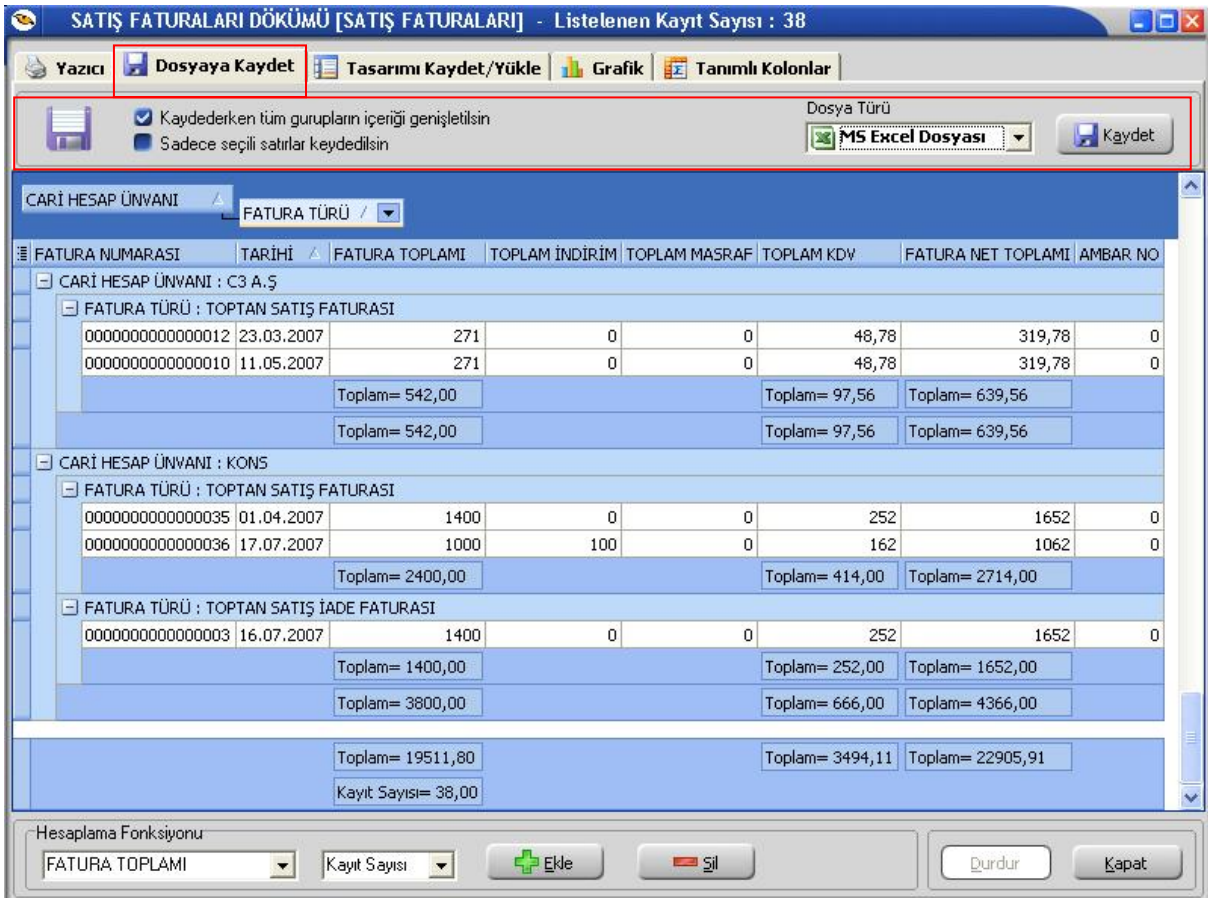 SATIŞ FATURALARI DÖKÜMÜ [SATIŞ FATURALARI] - Listelenen Kayıt Sayısı : 38
Yazıcı Dosyaya Kaydet Tasarımı Kaydet/Yükle Grafik Tanımlı Kolonlar
Kaydederken tüm gurupların içeriği genişletilsin
Sadece seçili satırlar keydedilsin
Dosya Türü
MS Excel Dosyası Kaydet
CARİ HESAP ÜNVANI
FATURA TÜRÜ
FATURA NUMARASI TARİHİ FATURA TOPLAMI TOPLAM İNDİRİM TOPLAM MASRAF TOPLAM KDV FATURA NET TOPLAMI AMBAR NO
CARİ HESAP ÜNVANI : C3 A.Ş
FATURA TÜRÜ : TOPTAN SATIŞ FATURASI
0000000000000012 23.03.2007 271 0 0 48,78 319,78 0
0000000000000010 11.05.2007 271 0 0 48,78 319,78 0
Toplam= 542,00 Toplam= 97,56 Toplam= 639,56
Toplam= 542,00 Toplam= 97,56 Toplam= 639,56
CARİ HESAP ÜNVANI : KONS
FATURA TÜRÜ : TOPTAN SATIŞ FATURASI
0000000000000035 01.04.2007 1400 0 0 252 1652 0
0000000000000036 17.07.2007 1000 100 0 162 1062 0
Toplam= 2400,00 Toplam= 414,00 Toplam= 2714,00
FATURA TÜRÜ : TOPTAN SATIŞ İADE FATURASI
0000000000000003 16.07.2007 1400 0 0 252 1652 0
Toplam= 1400,00 Toplam= 252,00 Toplam= 1652,00
Toplam= 3800,00 Toplam= 666,00 Toplam= 4366,00
Toplam= 19511,80 Toplam= 3494,11 Toplam= 22905,91
Kayıt Sayısı= 38,00
Hesaplama Fonksiyonu
FATURA TOPLAMI Kayıt Sayısı Ekle Sil Durdur Kapat